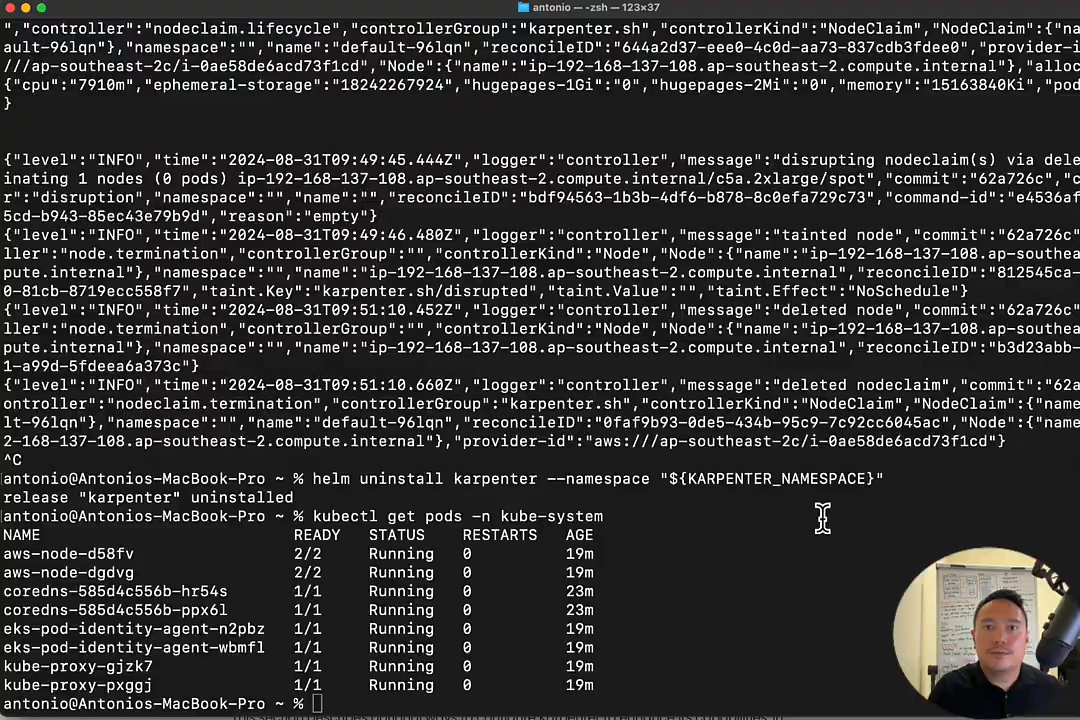 antonio — -zsh — 123×37
","controller":"nodeclaim.lifecycle","controllerGroup":"karpenter.sh","controllerKind":"NodeClaim","NodeClaim":{"na
ault-96lqn"},"namespace":"","name":"default-96lqn","reconcileID":"644a2d37-eee0-4c0d-aa73-837cdb3fdee0","provider-i
///ap-southeast-2c/i-0ae58de6acd73f1cd","Node":{"name":"ip-192-168-137-108.ap-southeast-2.compute.internal"},"alloc
{"cpu":"7910m","ephemeral-storage":"18242267924","hugepages-1Gi":"0","hugepages-2Mi":"0","memory":"15163840Ki","pod
}
{"level":"INFO","time":"2024-08-31T09:49:45.444Z","logger":"controller","message":"disrupting nodeclaim(s) via dele
inating 1 nodes (0 pods) ip-192-168-137-108.ap-southeast-2.compute.internal/c5a.2xlarge/spot","commit":"62a726c","c
r":"disruption","namespace":"","name":"","reconcileID":"bdf94563-1b3b-4df6-b878-8c0efa729c73","command-id":"e4536af
5cd-b943-85ec43e79b9d","reason":"empty"}
{"level":"INFO","time":"2024-08-31T09:49:46.480Z","logger":"controller","message":"tainted node","commit":"62a726c"
ller":"node.termination","controllerGroup":"","controllerKind":"Node","Node":{"name":"ip-192-168-137-108.ap-southea
pute.internal"},"namespace":"","name":"ip-192-168-137-108.ap-southeast-2.compute.internal","reconcileID":"812545ca-
0-81cb-8719ecc558f7","taint.Key":"karpenter.sh/disrupted","taint.Value":"","taint.Effect":"NoSchedule"}
{"level":"INFO","time":"2024-08-31T09:51:10.452Z","logger":"controller","message":"deleted node","commit":"62a726c"
ller":"node.termination","controllerGroup":"","controllerKind":"Node","Node":{"name":"ip-192-168-137-108.ap-southea
pute.internal"},"namespace":"","name":"ip-192-168-137-108.ap-southeast-2.compute.internal","reconcileID":"b3d23abb-
1-a99d-5fdeea6a373c"}
{"level":"INFO","time":"2024-08-31T09:51:10.660Z","logger":"controller","message":"deleted nodeclaim","commit":"62a
ontroller":"nodeclaim.termination","controllerGroup":"karpenter.sh","controllerKind":"NodeClaim","NodeClaim":{"name
lt-96lqn"},"namespace":"","name":"default-96lqn","reconcileID":"0faf9b93-0de5-434b-95c9-7c92cc6045ac","Node":{"name
2-168-137-108.ap-southeast-2.compute.internal"},"provider-id":"aws:///ap-southeast-2c/i-0ae58de6acd73f1cd"}
^C
antonio@Antonios-MacBook-Pro ~ % helm uninstall karpenter --namespace "${KARPENTER_NAMESPACE}"
release "karpenter" uninstalled
antonio@Antonios-MacBook-Pro ~ % kubectl get pods -n kube-system
NAME READY STATUS RESTARTS AGE
aws-node-d58fv 2/2 Running 0 19m
aws-node-dgdvg 2/2 Running 0 19m
coredns-585d4c556b-hr54s 1/1 Running 0 23m
coredns-585d4c556b-ppx6l 1/1 Running 0 23m
eks-pod-identity-agent-n2pbz 1/1 Running 0 19m
eks-pod-identity-agent-wbmfl 1/1 Running 0 19m
kube-proxy-gjzk7 1/1 Running 0 19m
kube-proxy-pxggj 1/1 Running 0 19m
antonio@Antonios-MacBook-Pro ~ %